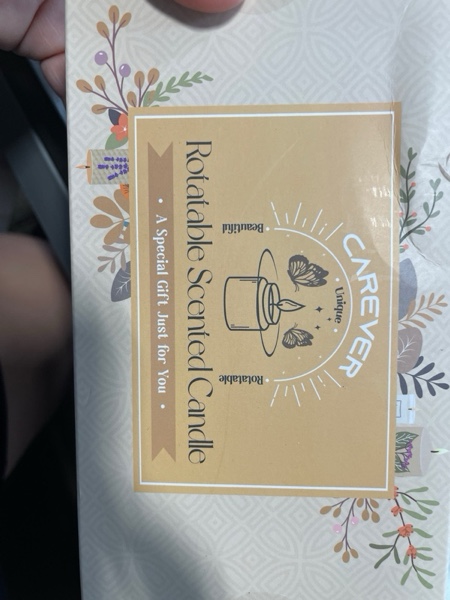 CAREVER
Unique
Beautiful
Rotatable
Rotatable Scented Candle
• A Special Gift Just for You •